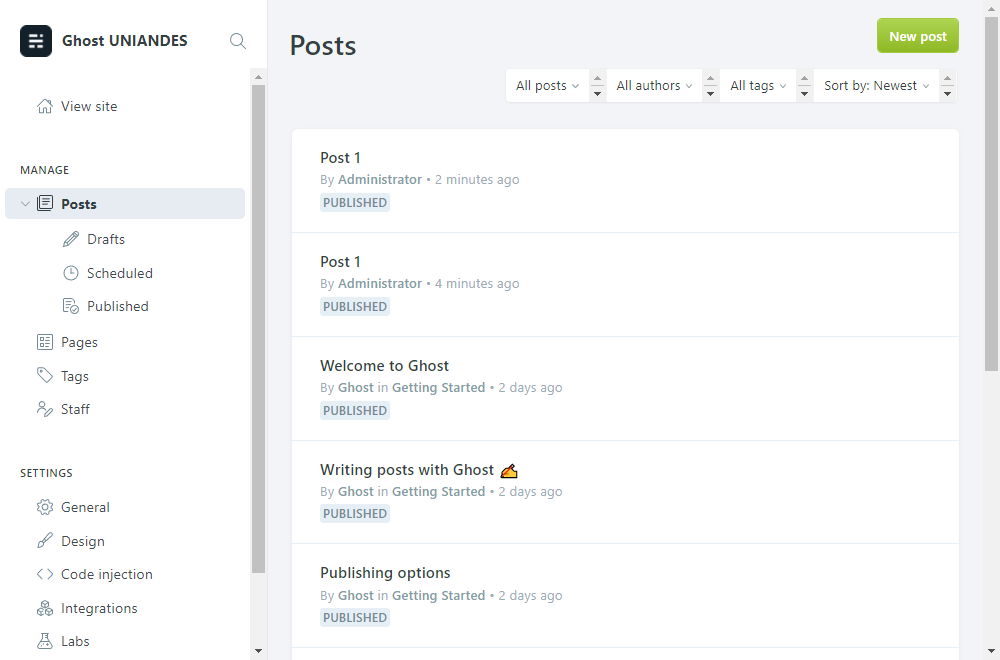 Ghost UNIANDES
View site
MANAGE
Posts
Drafts
Scheduled
Published
Pages
Tags
Staff
SETTINGS
General
Design
Code injection
Integrations
Labs
Posts
New post
All posts
All authors
All tags
Sort by: Newest
Post 1
By Administrator • 2 minutes ago
PUBLISHED
Post 1
By Administrator • 4 minutes ago
PUBLISHED
Welcome to Ghost
By Ghost in Getting Started • 2 days ago
PUBLISHED
Writing posts with Ghost ✍️
By Ghost in Getting Started • 2 days ago
PUBLISHED
Publishing options
By Ghost in Getting Started • 2 days ago
PUBLISHED